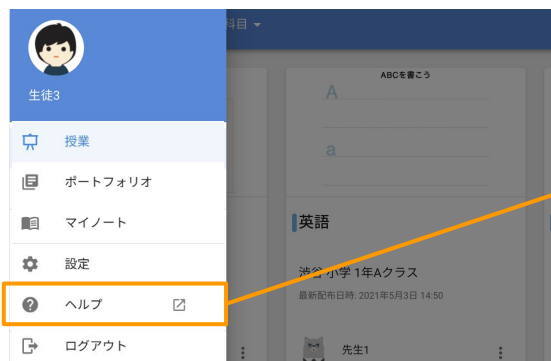 科目
生徒3
授業
ポートフォリオ
マイノート
設定
ヘルプ
ログアウト
ABCを書こう
A
a
英語
渋谷小学 1年Aクラス
最新配布日時: 2021年5月3日 14:50
先生1